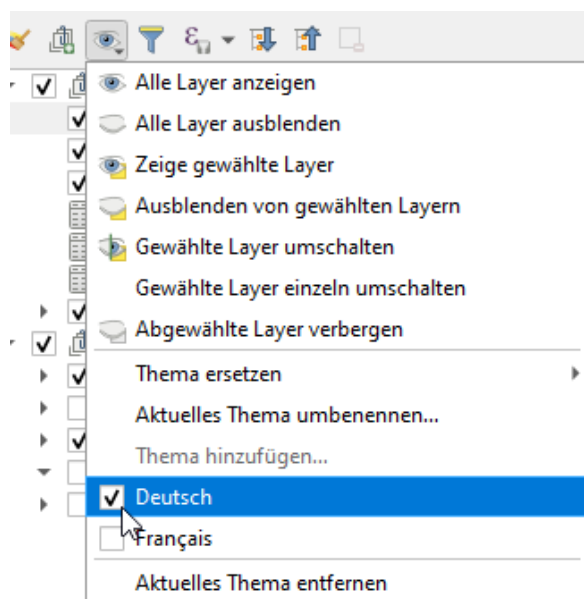 Alle Layer anzeigen
Alle Layer ausblenden
Zeige gewählte Layer
Ausblenden von gewählten Layern
Gewählte Layer umschalten
Gewählte Layer einzeln umschalten
Abgewählte Layer verbergen
Thema ersetzen
Aktuelles Thema umbenennen...
Thema hinzufügen...
Deutsch
Français
Aktuelles Thema entfernen